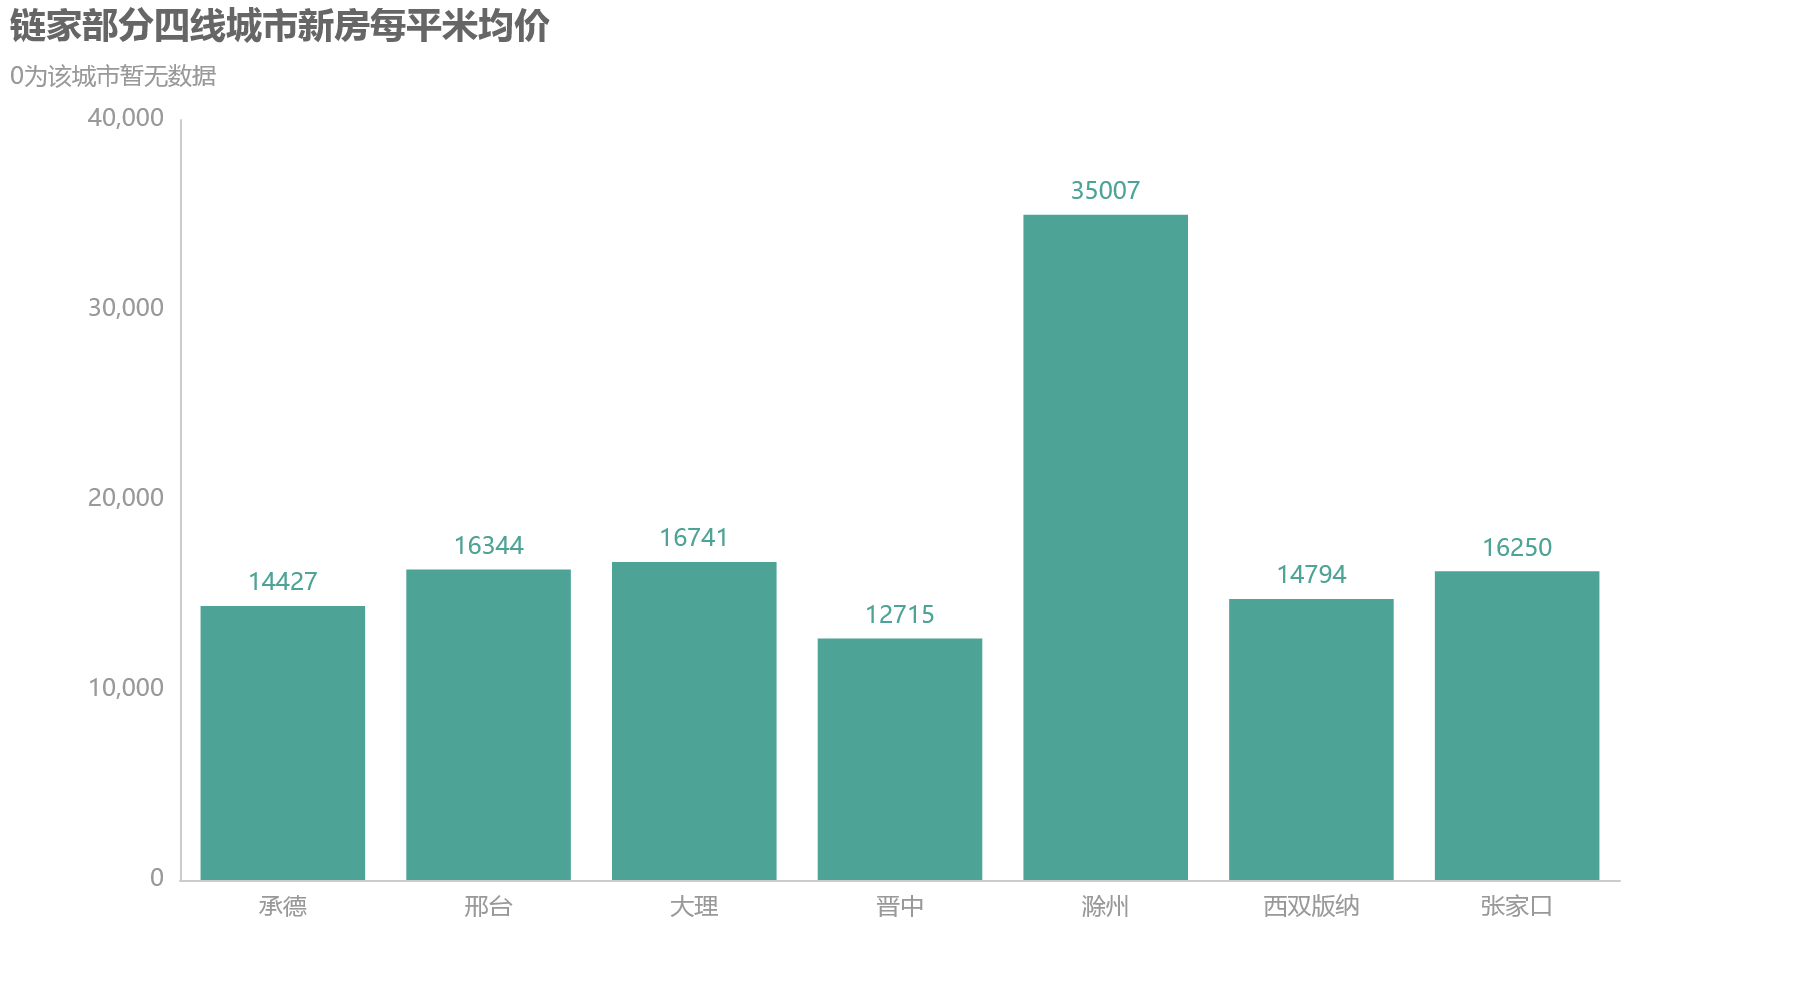 链家部分四线城市新房每平米均价
0为该城市暂无数据
40,000
30,000
20,000
10,000
0
14427
16344
16741
12715
35007
14794
16250
承德
邢台
大理
晋中
滁州
西双版纳
张家口